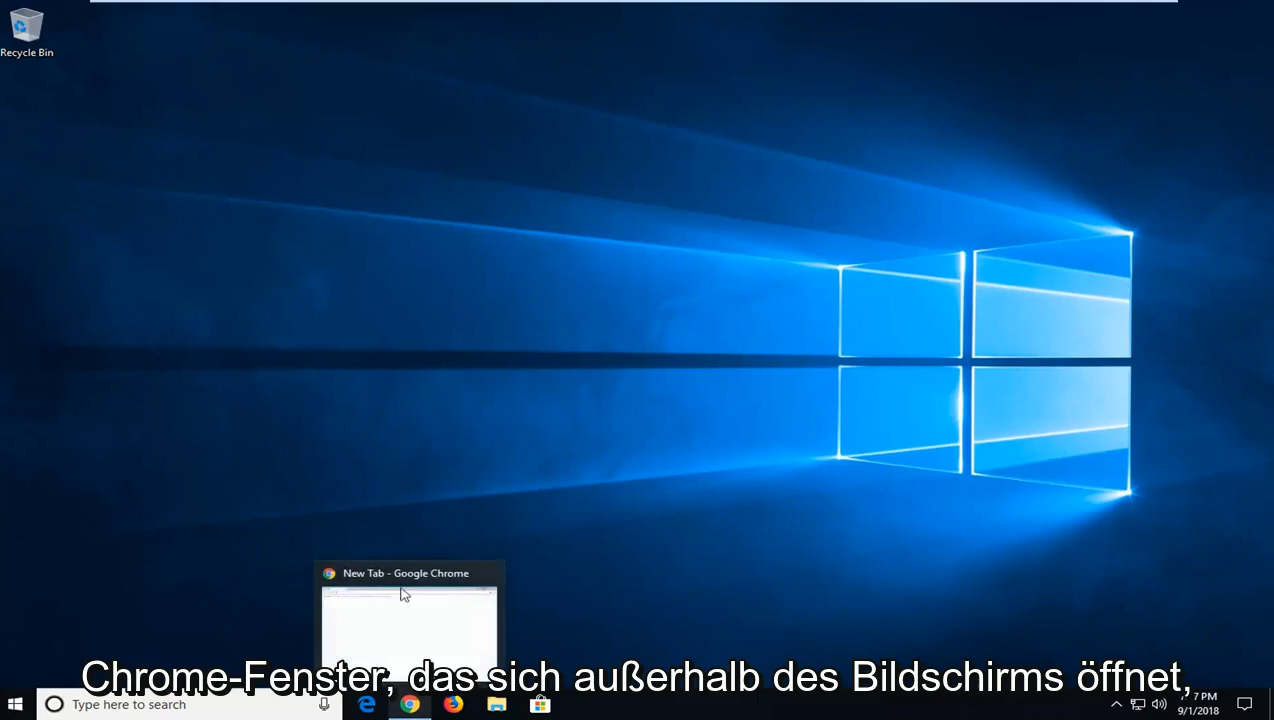 Recycle Bin
New Tab - Google Chrome
Chrome-Fenster, das sich außerhalb des Bildschirms öffnet,
Type here to search
7 PM
9/1/2018